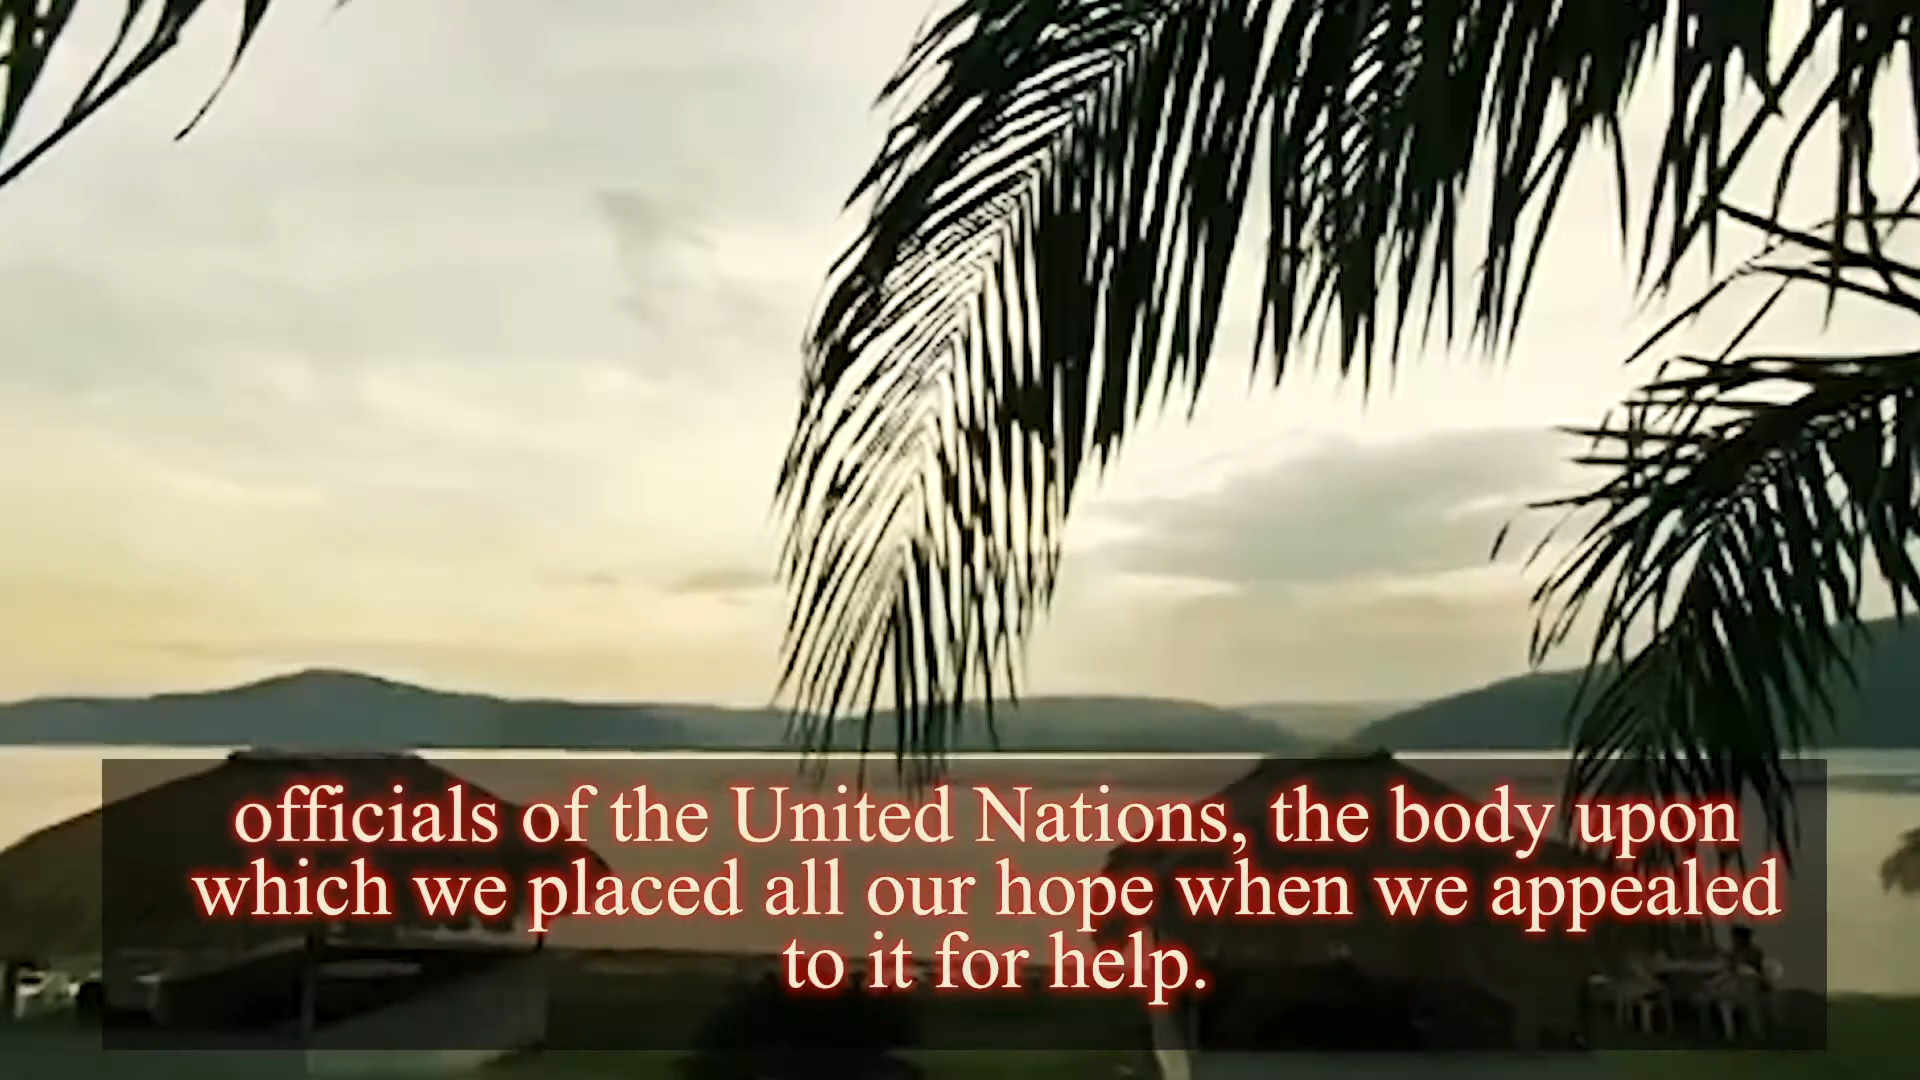 officials of the United Nations, the body upon
which we placed all our hope when we appealed
to it for help.